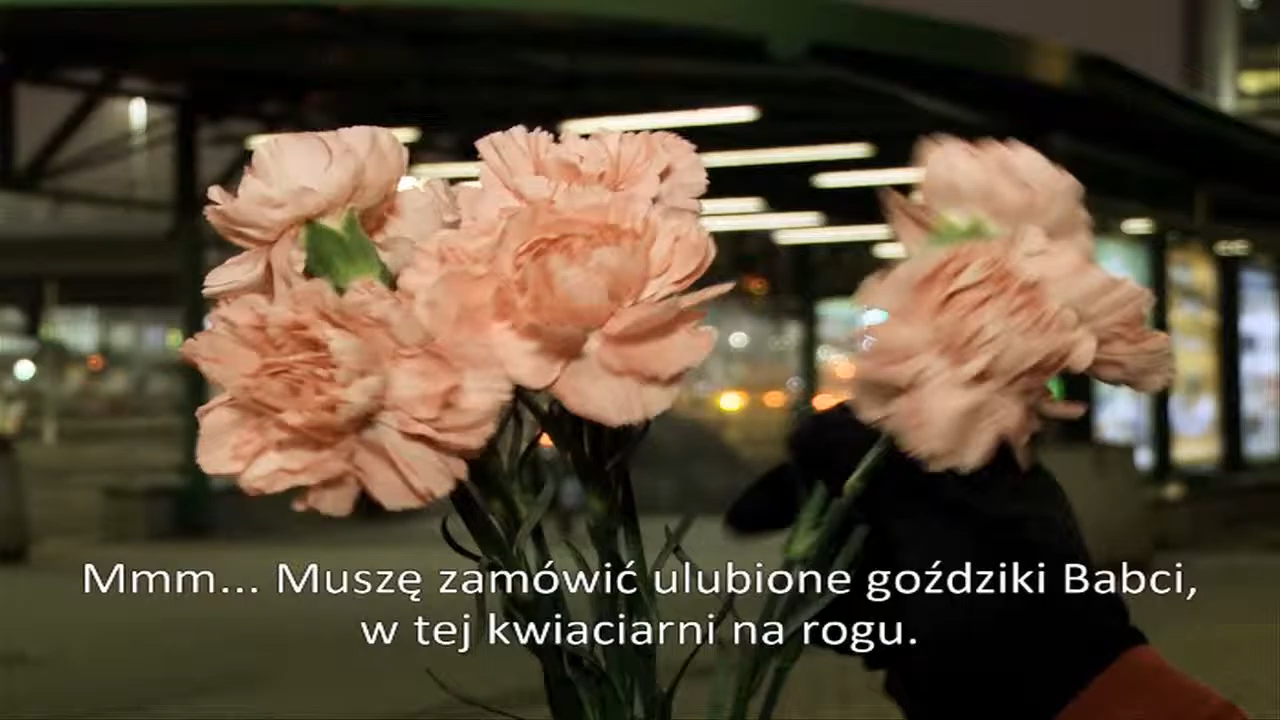 Mmm... Muszę zamówić ulubione goździki Babci,
w tej kwiaciarni na rogu.